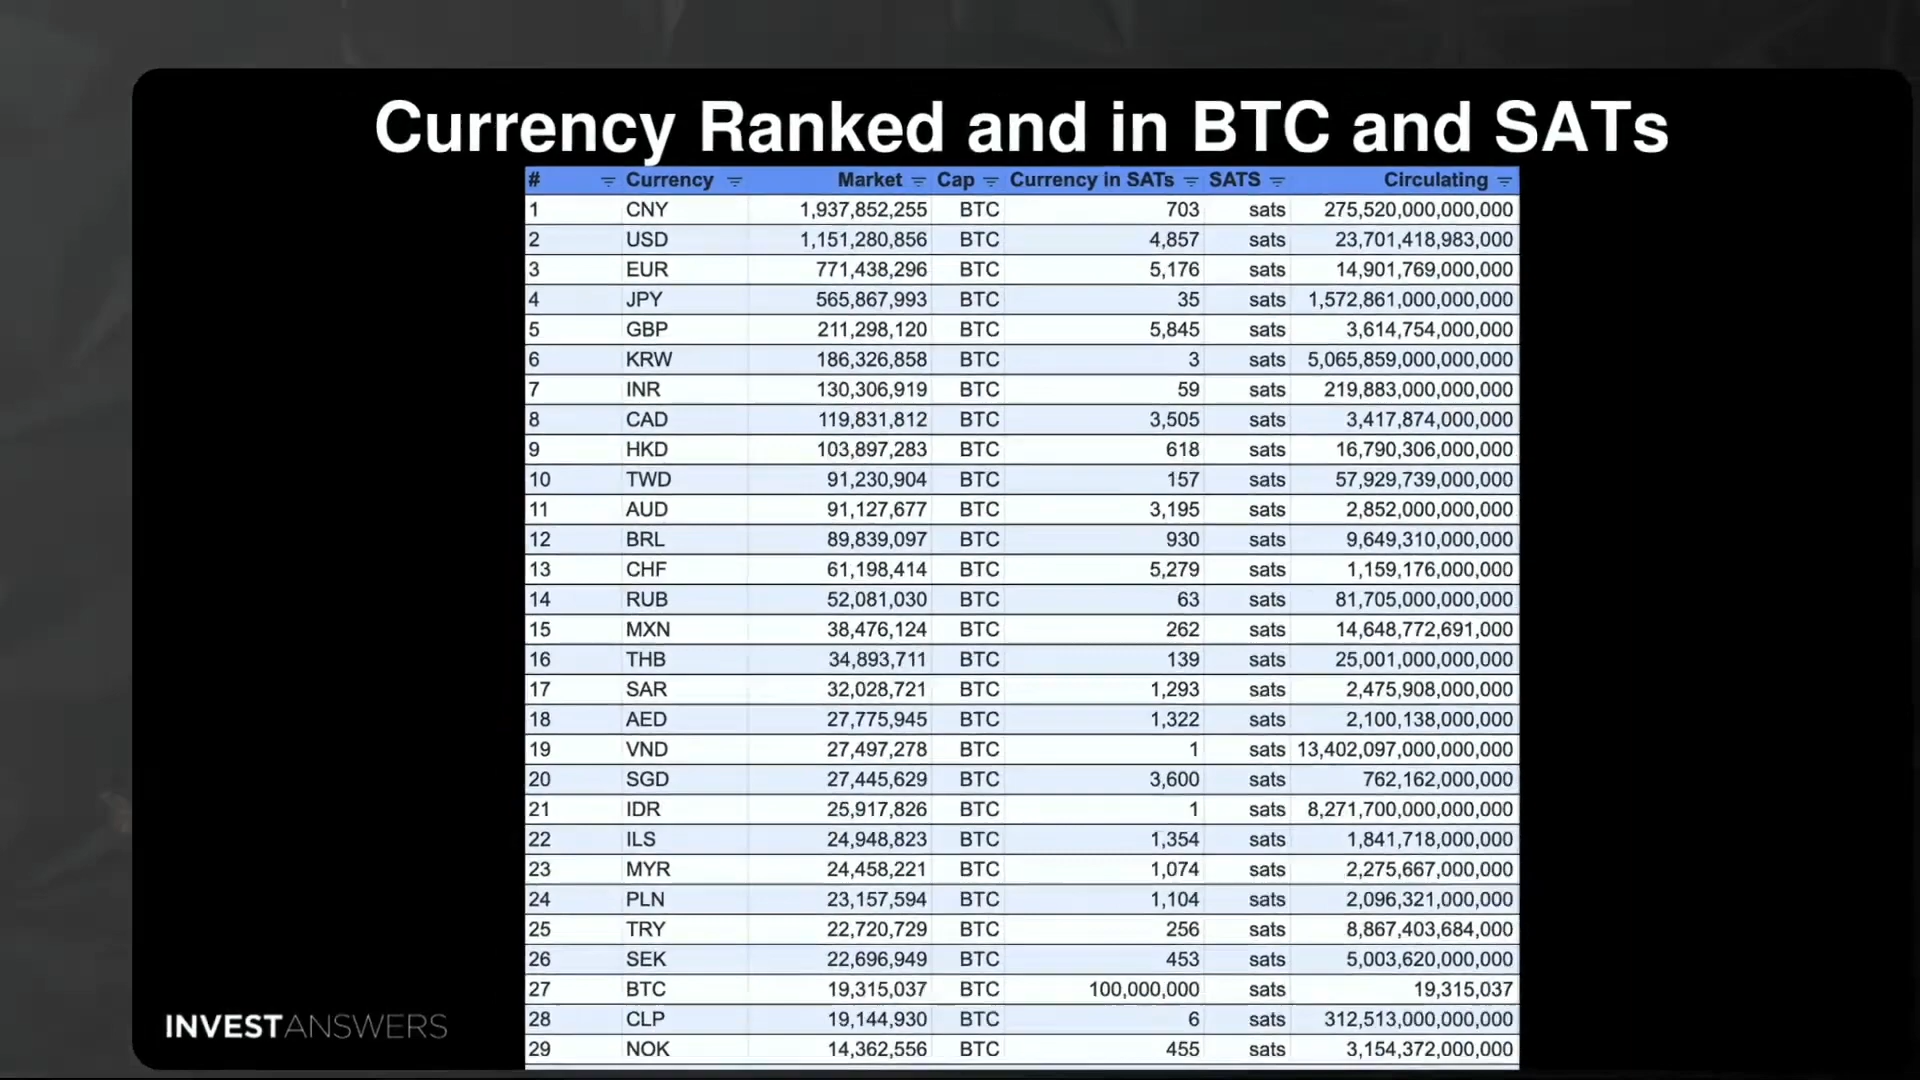 Currency Ranked and in BTC and SATs
# Currency Market Cap Currency in SATs SATS Circulating
1 CNY 1,937,852,255 BTC 703 sats 275,520,000,000,000
2 USD 1,151,280,856 BTC 4,857 sats 23,701,418,983,000
3 EUR 771,438,296 BTC 5,176 sats 14,901,769,000,000
4 JPY 565,867,993 BTC 35 sats 1,572,861,000,000,000
5 GBP 211,298,120 BTC 5,845 sats 3,614,754,000,000
6 KRW 186,326,858 BTC 3 sats 5,065,859,000,000,000
7 INR 130,306,919 BTC 59 sats 219,883,000,000,000
8 CAD 119,831,812 BTC 3,505 sats 3,417,874,000,000
9 HKD 103,897,283 BTC 618 sats 16,790,306,000,000
10 TWD 91,230,904 BTC 157 sats 57,929,739,000,000
11 AUD 91,127,677 BTC 3,195 sats 2,852,000,000,000
12 BRL 89,839,097 BTC 930 sats 9,649,310,000,000
13 CHF 61,198,414 BTC 5,279 sats 1,159,176,000,000
14 RUB 52,081,030 BTC 63 sats 81,705,000,000,000
15 MXN 38,476,124 BTC 262 sats 14,648,772,691,000
16 THB 34,893,711 BTC 139 sats 25,001,000,000,000
17 SAR 32,028,721 BTC 1,293 sats 2,475,908,000,000
18 AED 27,775,945 BTC 1,322 sats 2,100,138,000,000
19 VND 27,497,278 BTC 1 sats 13,402,097,000,000,000
20 SGD 27,445,629 BTC 3,600 sats 762,162,000,000
21 IDR 25,917,826 BTC 1 sats 8,271,700,000,000,000
22 ILS 24,948,823 BTC 1,354 sats 1,841,718,000,000
23 MYR 24,458,221 BTC 1,074 sats 2,275,667,000,000
24 PLN 23,157,594 BTC 1,104 sats 2,096,321,000,000
25 TRY 22,720,729 BTC 256 sats 8,867,403,684,000
26 SEK 22,696,949 BTC 453 sats 5,003,620,000,000
27 BTC 19,315,037 BTC 100,000,000 sats 19,315,037
28 CLP 19,144,930 BTC 6 sats 312,513,000,000,000
29 NOK 14,362,556 BTC 455 sats 3,154,372,000,000
INVESTANSWERS